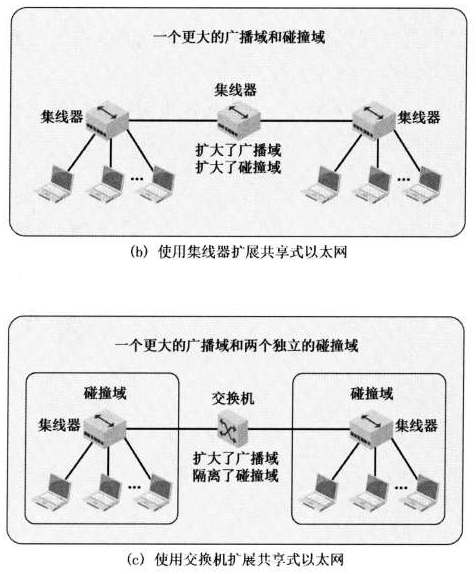 一个更大的广播域和碰撞域
集线器
集线器
集线器
扩大了广播域
扩大了碰撞域
...
...
(b) 使用集线器扩展共享式以太网
一个更大的广播域和两个独立的碰撞域
碰撞域
交换机
碰撞域
集线器
集线器
扩大了广播域
隔离了碰撞域
...
...
(c) 使用交换机扩展共享式以太网